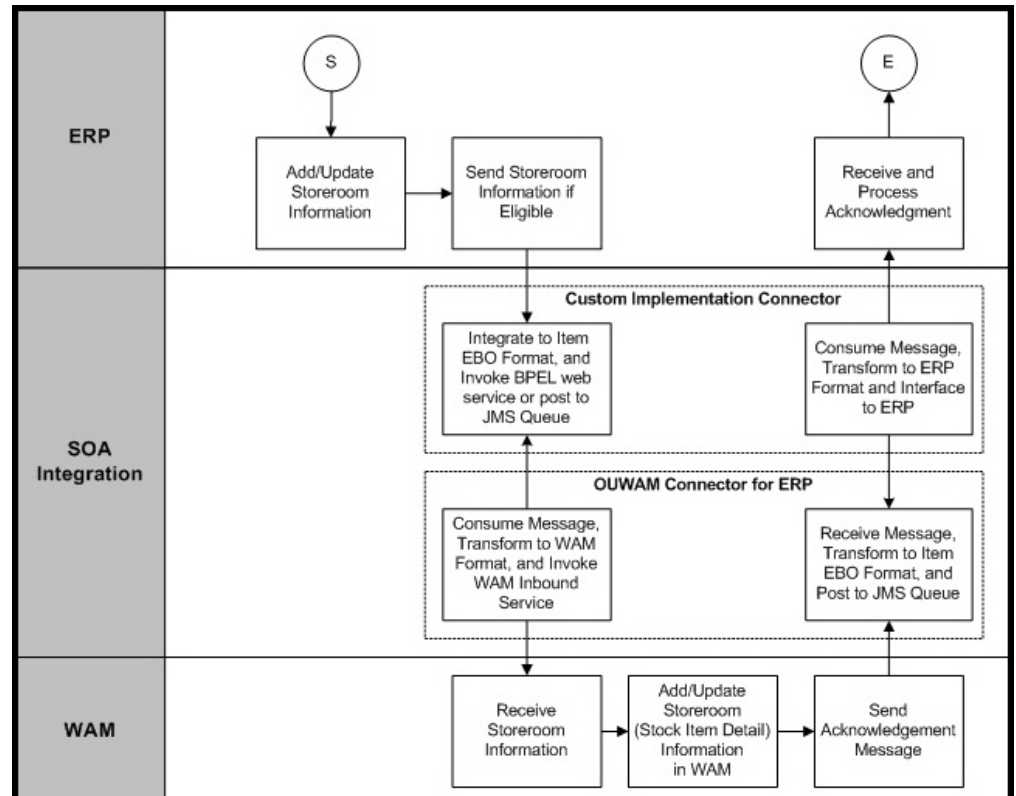 S
E
ERP
Add/Update
Storeroom
Information
Send Storeroom
Information if
Eligible
Receive and
Process
Acknowledgment
SOA
Integration
Custom Implementation Connector
Integrate to Item
EBO Format, and
Invoke BPEL web
service or post to
JMS Queue
Consume Message,
Transform to ERP
Format and Interface
to ERP
OUWAM Connector for ERP
Consume Message,
Transform to WAM
Format, and Invoke
WAM Inbound
Service
Receive Message,
Transform to Item
EBO Format, and
Post to JMS Queue
WAM
Receive
Storeroom
Information
Add/Update
Storeroom
(Stock Item Detail)
Information
in WAM
Send
Acknowledgement
Message